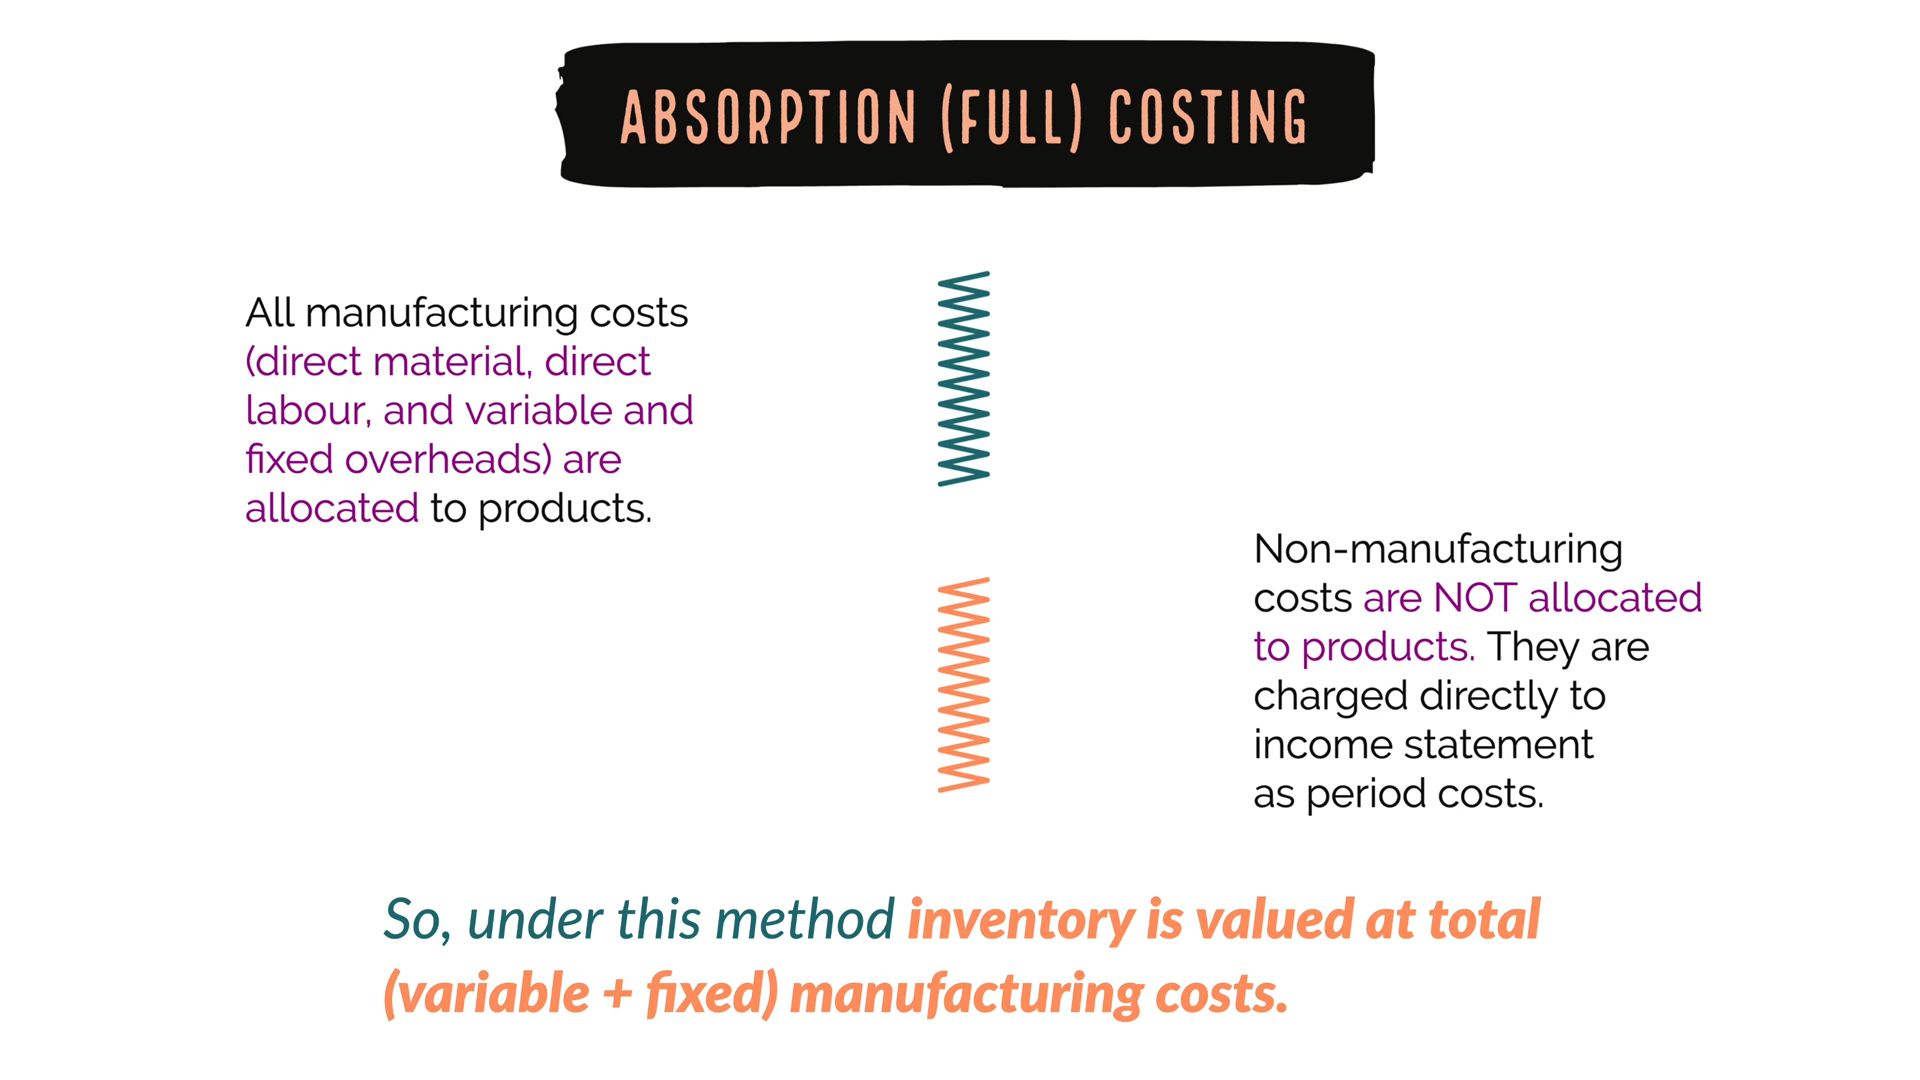 ABSORPTION (FULL) COSTING
All manufacturing costs
(direct material, direct
labour, and variable and
fixed overheads) are
allocated to products.
Non-manufacturing
costs are NOT allocated
to products. They are
charged directly to
income statement
as period costs.
So, under this method inventory is valued at total
(variable + fixed) manufacturing costs.